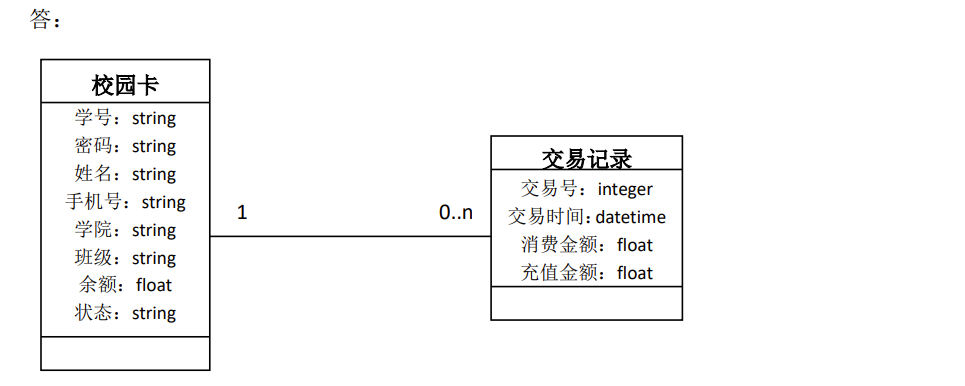 答：
校园卡
学号：string
密码：string
姓名：string
手机号：string
学院：string
班级：string
余额：float
状态：string
1
0..n
交易记录
交易号：integer
交易时间：datetime
消费金额：float
充值金额：float